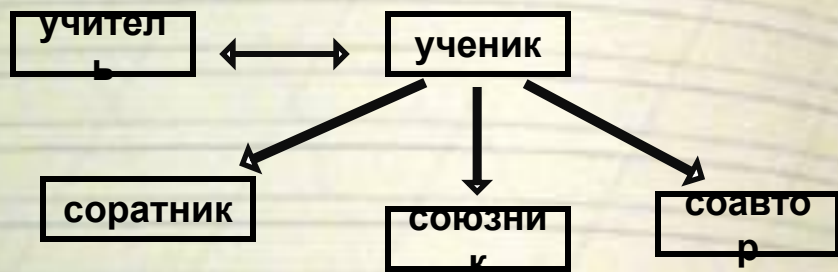 учител
ь
ученик
соратник
союзни
к
соавто
р